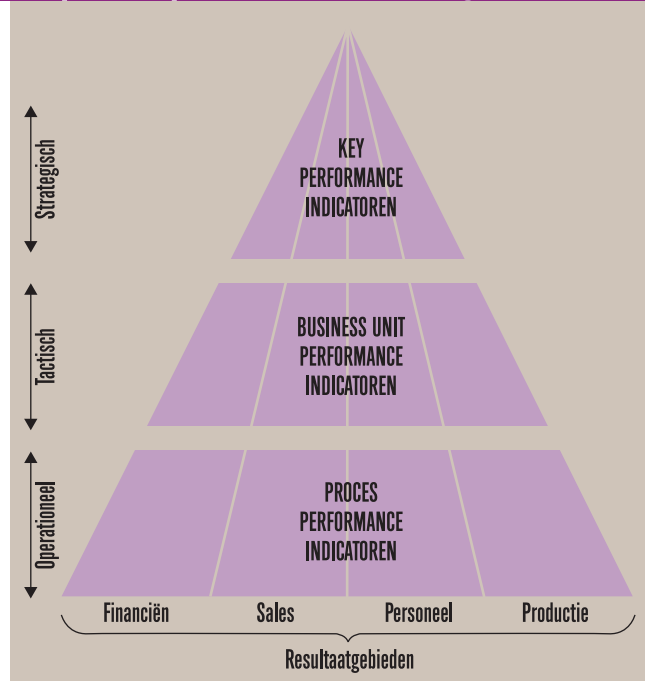 Strategisch
KEY
PERFORMANCE
INDICATOREN
Tactisch
BUSINESS UNIT
PERFORMANCE
INDICATOREN
Operationeel
PROCES
PERFORMANCE
INDICATOREN
Financiën Sales Personeel Productie
Resultaatgebieden